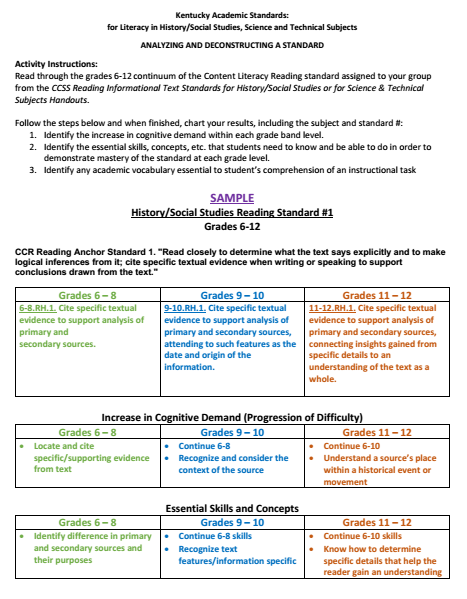 Kentucky Academic Standards:
for Literacy in History/Social Studies, Science and Technical Subjects
ANALYZING AND DECONSTRUCTING A STANDARD
Activity Instructions:
Read through the grades 6-12 continuum of the Content Literacy Reading standard assigned to your group
from the CCSS Reading Informational Text Standards for History/Social Studies or for Science & Technical
Subjects Handouts.
Follow the steps below and when finished, chart your results, including the subject and standard #:
1. Identify the increase in cognitive demand within each grade band level.
2. Identify the essential skills, concepts, etc. that students need to know and be able to do in order to
demonstrate mastery of the standard at each grade level.
3. Identify any academic vocabulary essential to student's comprehension of an instructional task
SAMPLE
History/Social Studies Reading Standard #1
Grades 6-12
CCR Reading Anchor Standard 1. "Read closely to determine what the text says explicitly and to make
logical inferences from it; cite specific textual evidence when writing or speaking to support
conclusions drawn from the text."
Grades 6 – 8
6-8.RH.1. Cite specific textual
evidence to support analysis of
primary and
secondary sources.
Grades 9 – 10
9-10.RH.1. Cite specific textual
evidence to support analysis of
primary and secondary sources,
attending to such features as the
date and origin of the
information.
Grades 11 – 12
11-12.RH.1. Cite specific textual
evidence to support analysis of
primary and secondary sources,
connecting insights gained from
specific details to an
understanding of the text as a
whole.
Increase in Cognitive Demand (Progression of Difficulty)
Grades 6 – 8
• Locate and cite
specific/supporting evidence
from text
Grades 9 – 10
• Continue 6-8
• Recognize and consider the
context of the source
Grades 11 – 12
• Continue 6-10
• Understand a source's place
within a historical event or
movement
Essential Skills and Concepts
Grades 6 – 8
• Identify difference in primary
and secondary sources and
their purposes
Grades 9 – 10
• Continue 6-8 skills
• Recognize text
features/information specific
Grades 11 – 12
• Continue 6-10 skills
• Know how to determine
specific details that help the
reader gain an understanding